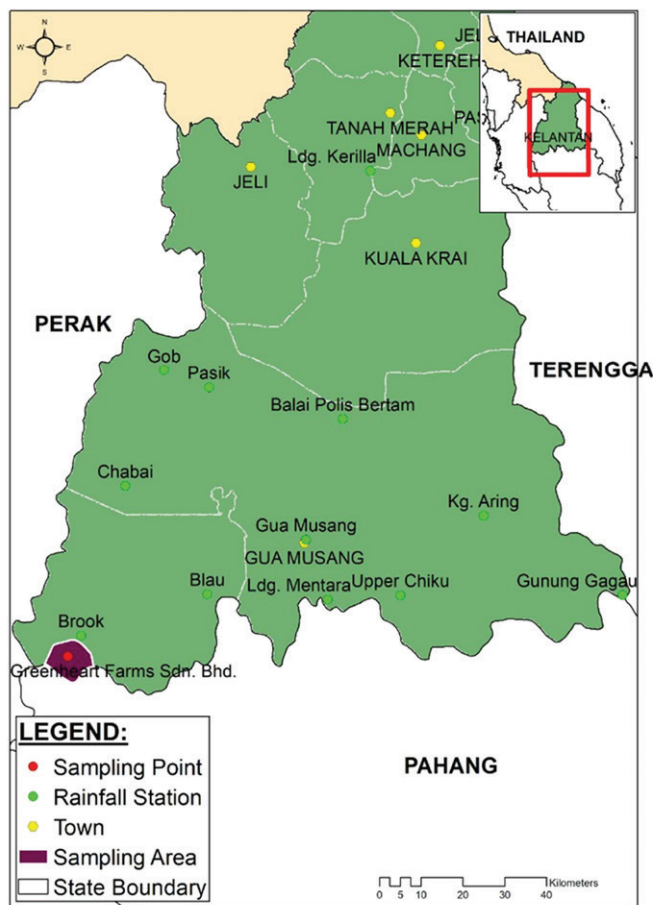 N
W E
S
JEL
KETEREH
THAILAND
KELANTAN
TANAH MERAH
PAS
MACHANG
Ldg. Kerilla
JELI
KUALA KRAI
PERAK
Gob
Pasik
TERENGGA
Balai Polis Bertam
Chabai
Kg. Aring
Gua Musang
GUA MUSANG
Blau
Ldg. Mentara
Upper Chiku
Gunung Gagau
Brook
Greenheart Farms Sdn. Bhd.
LEGEND:
Sampling Point
Rainfall Station
Town
Sampling Area
State Boundary
PAHANG
Kilometers
0 5 10 20 30 40